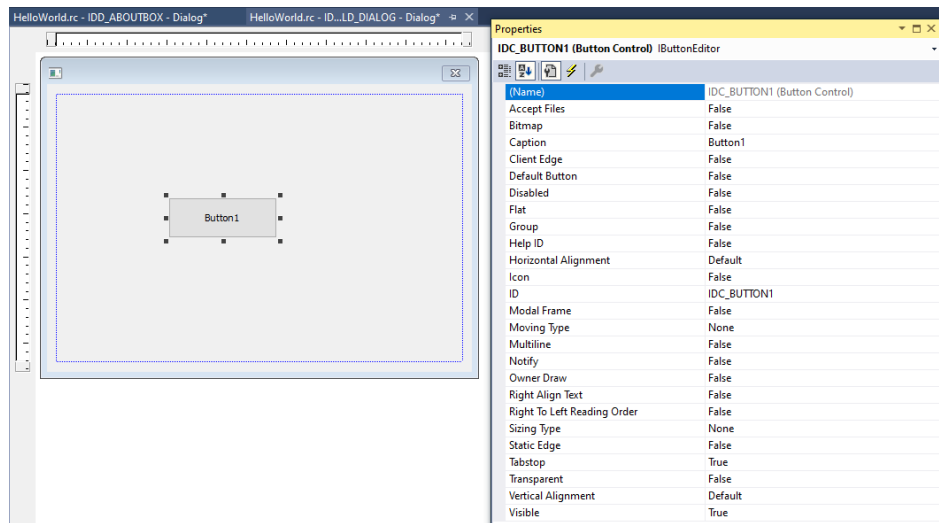 HelloWorld.rc - IDD_ABOUTBOX - Dialog*
HelloWorld.rc - ID...LD_DIALOG - Dialog*
Button1
Properties
IDC_BUTTON1 (Button Control) IButtonEditor
(Name) IDC_BUTTON1 (Button Control)
Accept Files False
Bitmap False
Caption Button1
Client Edge False
Default Button False
Disabled False
Flat False
Group False
Help ID False
Horizontal Alignment Default
Icon False
ID IDC_BUTTON1
Modal Frame False
Moving Type None
Multiline False
Notify False
Owner Draw False
Right Align Text False
Right To Left Reading Order False
Sizing Type None
Static Edge False
Tabstop True
Transparent False
Vertical Alignment Default
Visible True